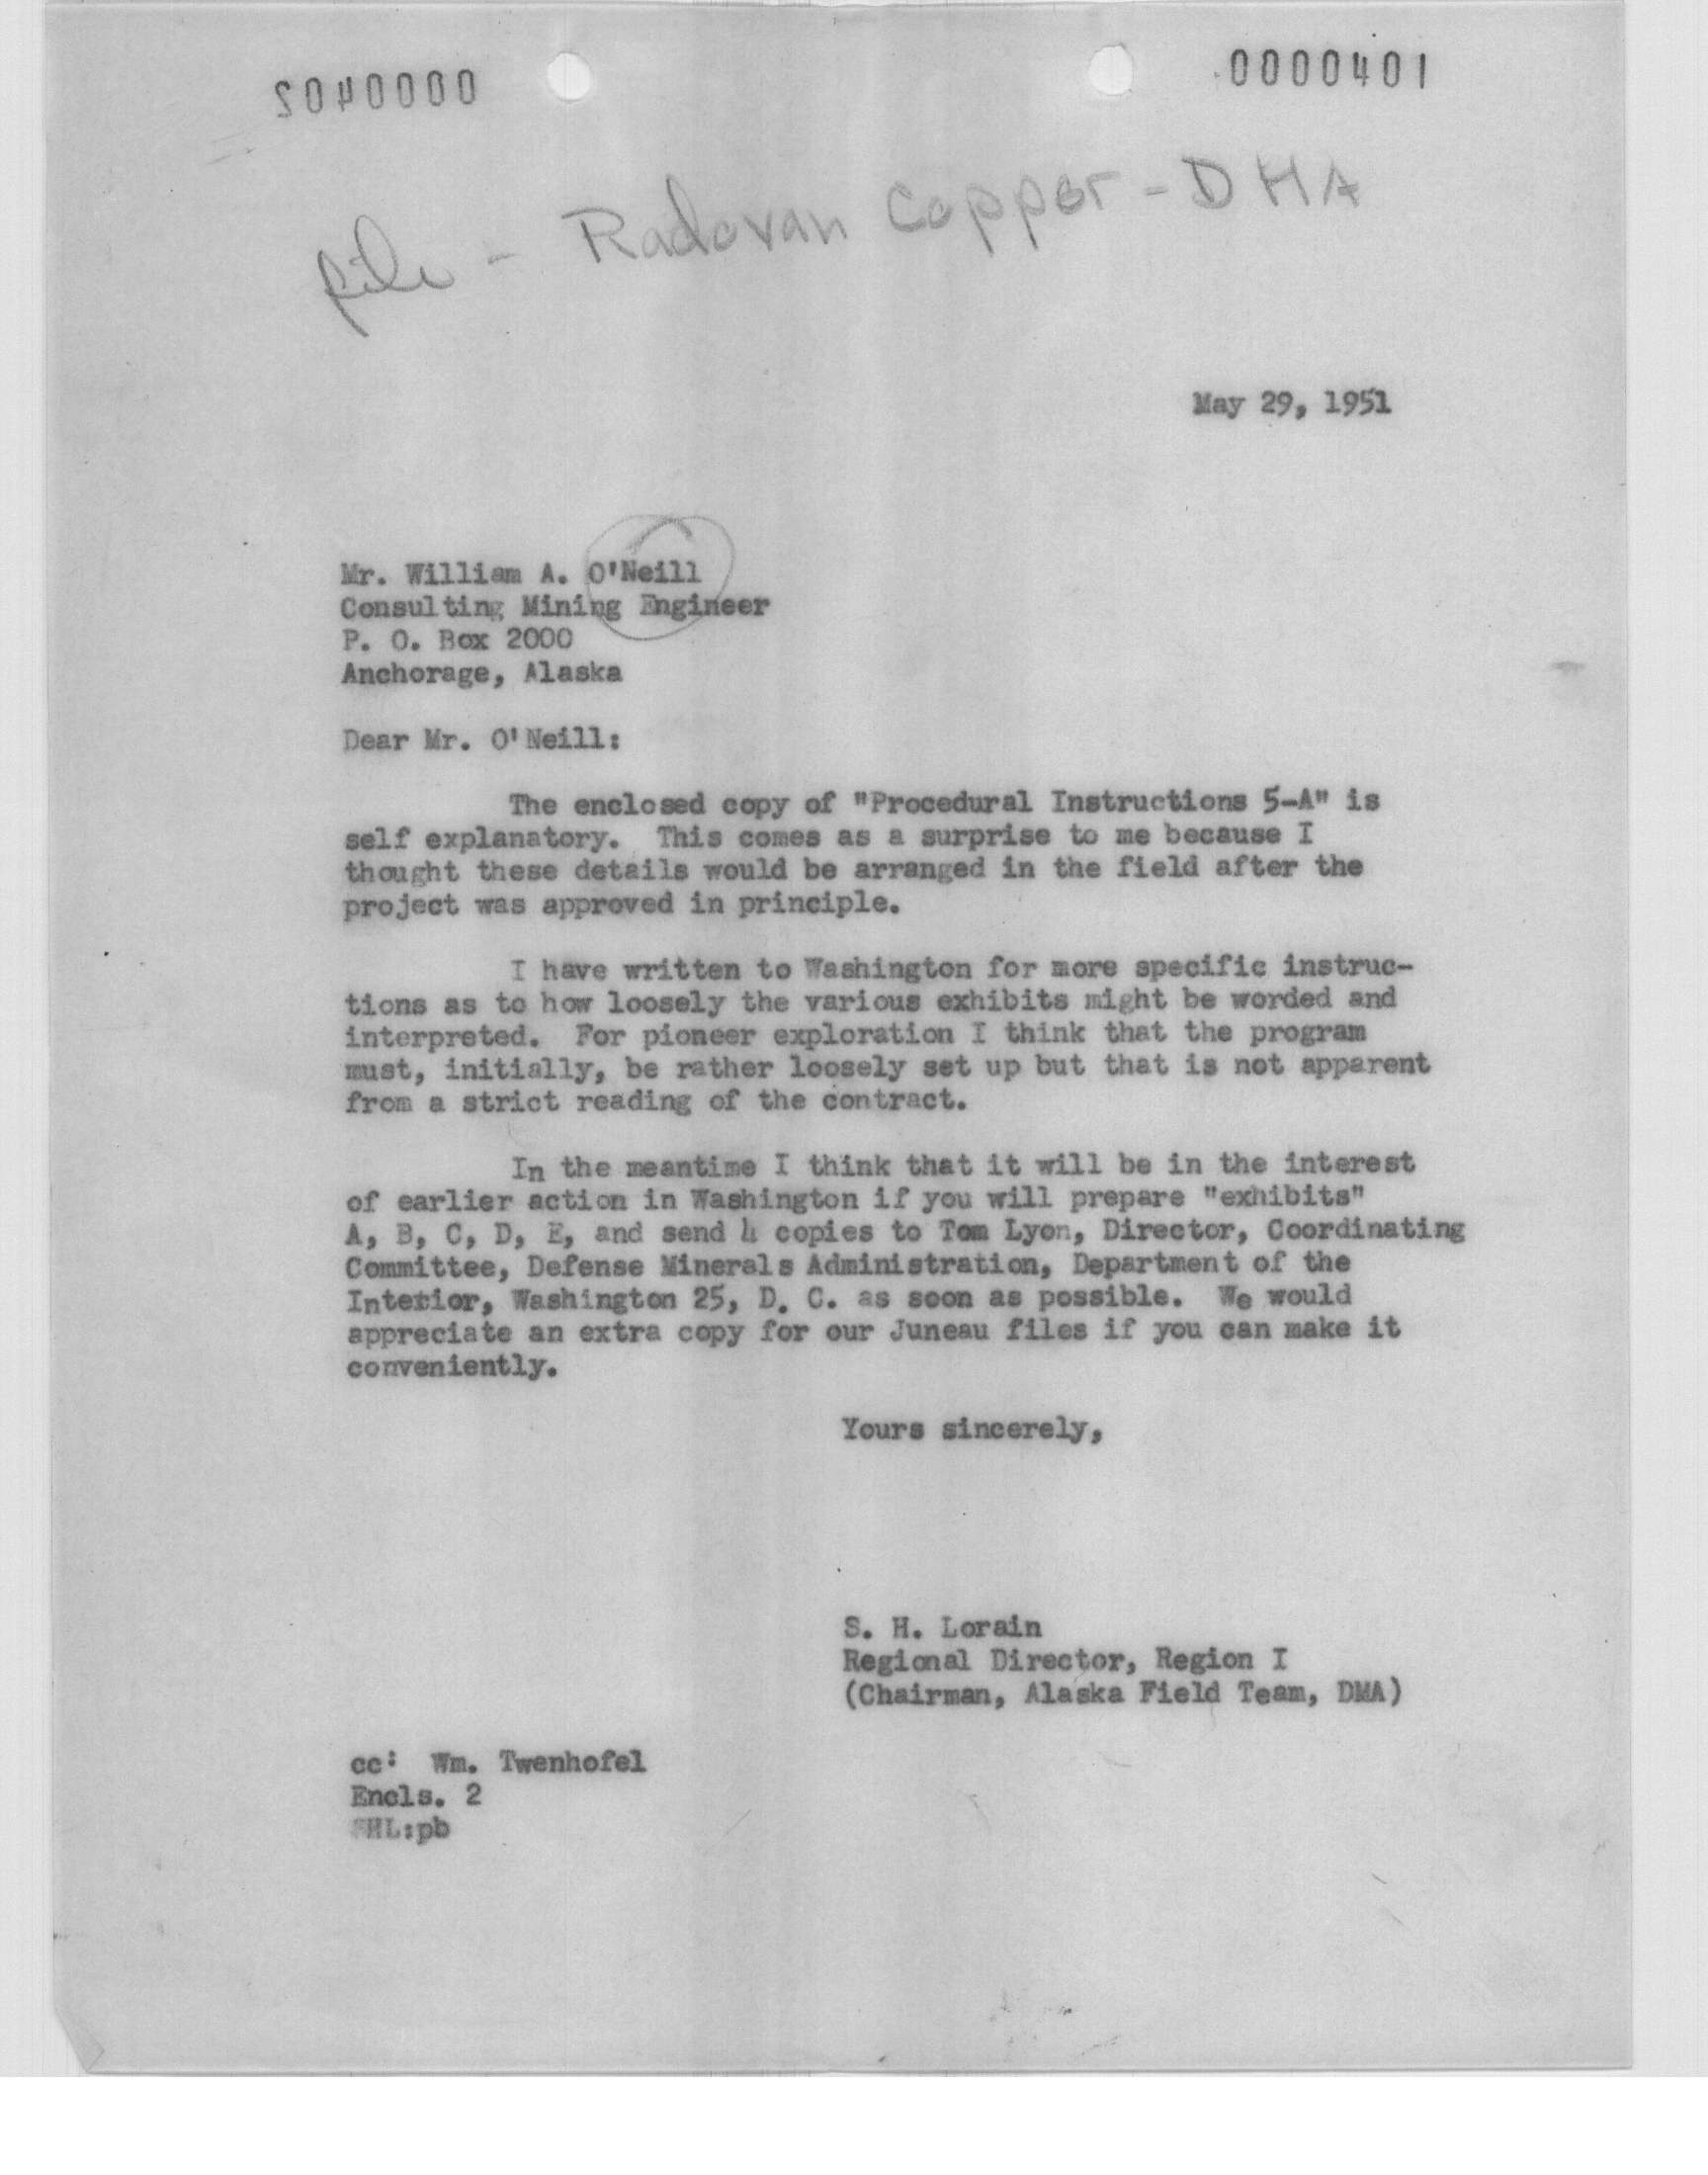 0000402
0000401
file - Radovan Copper - DMA
May 29, 1951
Mr. William A. O'Neill
Consulting Mining Engineer
P. O. Box 2000
Anchorage, Alaska
Dear Mr. O'Neill:
The enclosed copy of "Procedural Instructions 5-A" is
self explanatory. This comes as a surprise to me because I
thought these details would be arranged in the field after the
project was approved in principle.
I have written to Washington for more specific instruc-
tions as to how loosely the various exhibits might be worded and
interpreted. For pioneer exploration I think that the program
must, initially, be rather loosely set up but that is not apparent
from a strict reading of the contract.
In the meantime I think that it will be in the interest
of earlier action in Washington if you will prepare "exhibits"
A, B, C, D, E, and send 4 copies to Tom Lyon, Director, Coordinating
Committee, Defense Minerals Administration, Department of the
Interior, Washington 25, D. C. as soon as possible. We would
appreciate an extra copy for our Juneau files if you can make it
conveniently.
Yours sincerely,
S. H. Lorain
Regional Director, Region I
(Chairman, Alaska Field Team, DMA)
cc: Wm. Twenhofel
Encls. 2
SHL:pb